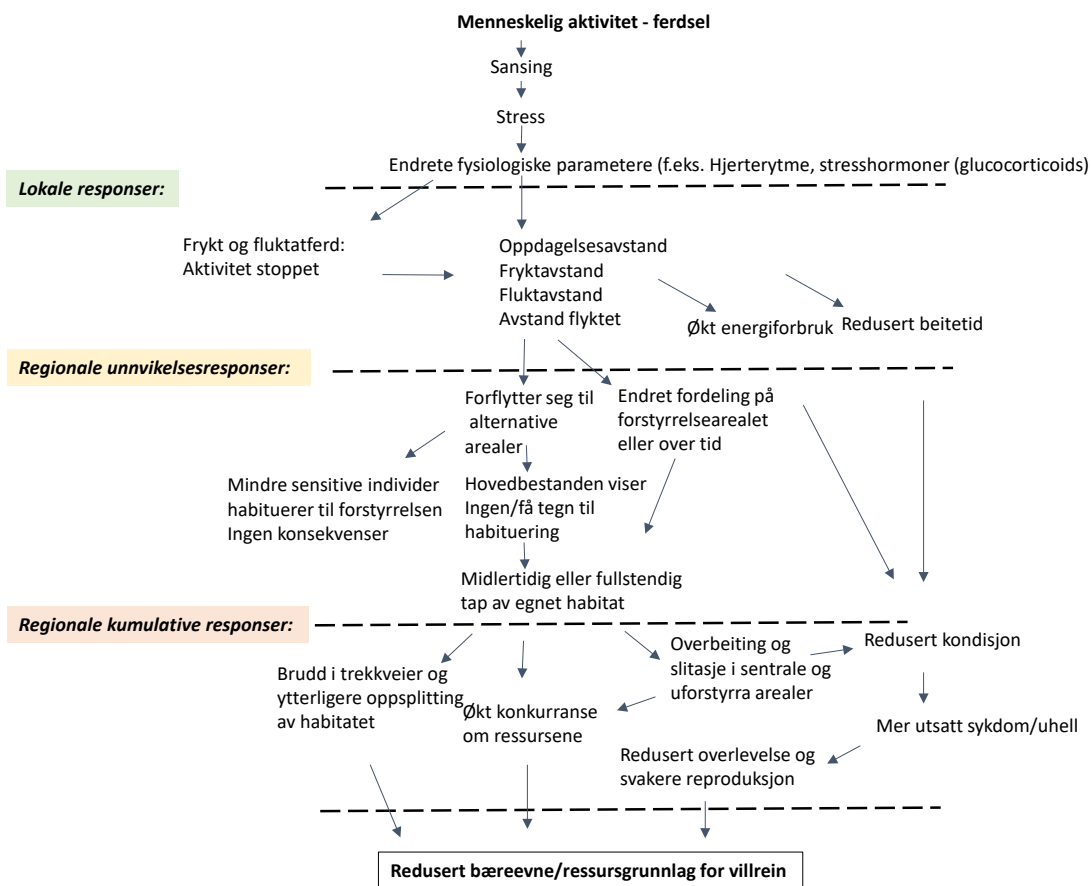 Menneskelig aktivitet - ferdsel
Sansing
Stress
Endrete fysiologiske parametere (f.eks. Hjerterytme, stresshormoner (glucocorticoids)
Lokale responser:
Frykt og fluktatferd:
Aktivitet stoppet
Oppdagelsesavstand
Fryktavstand
Fluktavstand
Avstand flyktet
Økt energiforbruk
Redusert beitetid
Regionale unnvikelsesresponser:
Forflytter seg til
alternative
arealer
Endret fordeling på
forstyrrelsearealet
eller over tid
Mindre sensitive individer
habituerer til forstyrrelsen
Ingen konsekvenser
Hovedbestanden viser
Ingen/få tegn til
habituering
Midlertidig eller fullstendig
tap av egnet habitat
Regionale kumulative responser:
Brudd i trekkveier og
ytterligere oppsplitting
av habitatet
Økt konkurranse
om ressursene
Overbeiting og
slitasje i sentrale og
uforstyrra arealer
Redusert kondisjon
Mer utsatt sykdom/uhell
Redusert overlevelse og
svakere reproduksjon
Redusert bæreevne/ressursgrunnlag for villrein